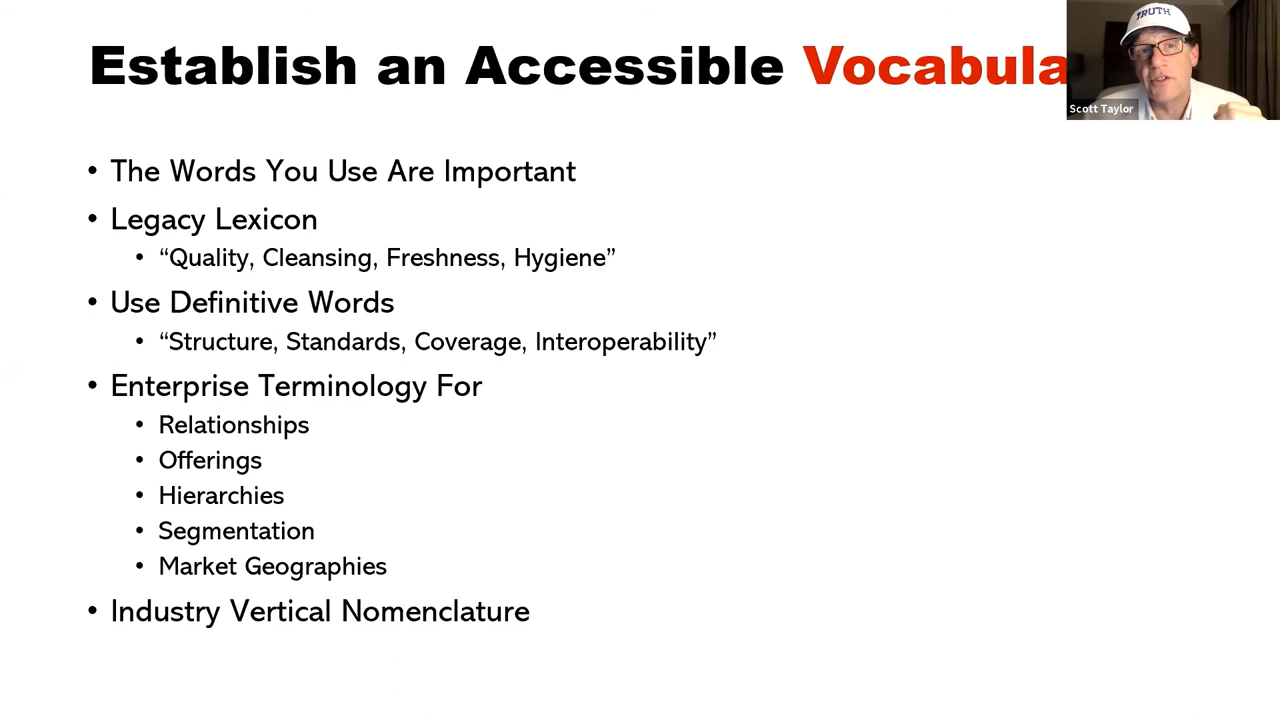 Establish an Accessible Vocabula
TRUTH
Scott Taylor
• The Words You Use Are Important
• Legacy Lexicon
• “Quality, Cleansing, Freshness, Hygiene”
• Use Definitive Words
• “Structure, Standards, Coverage, Interoperability”
• Enterprise Terminology For
• Relationships
• Offerings
• Hierarchies
• Segmentation
• Market Geographies
• Industry Vertical Nomenclature